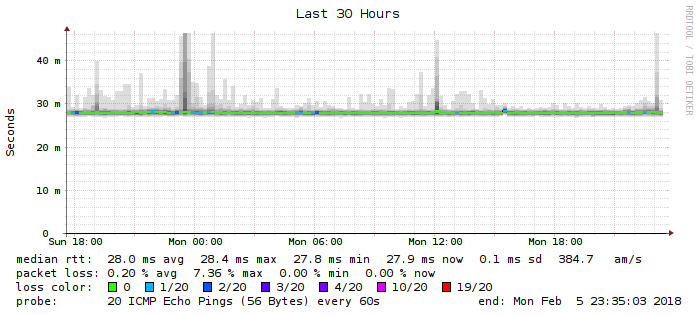 Last 30 Hours
RRDTOOL / TOBI OETIKER
Seconds
40 m
30 m
20 m
10 m
0
Sun 18:00 Mon 00:00 Mon 06:00 Mon 12:00 Mon 18:00
median rtt: 28.0 ms avg 28.4 ms max 27.8 ms min 27.9 ms now 0.1 ms sd 384.7 am/s
packet loss: 0.20 % avg 7.36 % max 0.00 % min 0.00 % now
loss color: 0 1/20 2/20 3/20 4/20 10/20 19/20
probe: 20 ICMP Echo Pings (56 Bytes) every 60s end: Mon Feb 5 23:35:03 2018